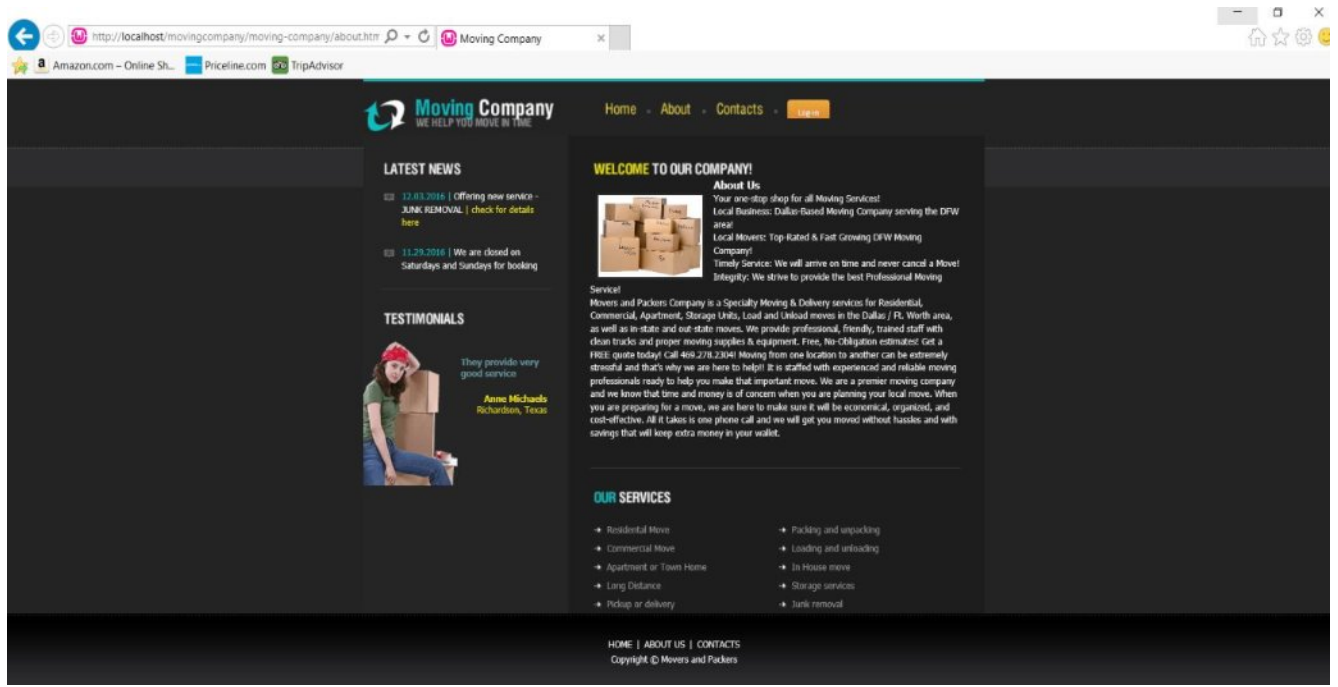 http://localhost/movingcompany/moving-company/about.htm
Moving Company
Amazon.com – Online Sh...
Priceline.com
TripAdvisor
Moving Company
WE HELP YOU MOVE IN TIME
Home
About
Contacts
Login
LATEST NEWS
12.03.2016 | Offering new service -
JUNK REMOVAL | check for details
here
11.29.2016 | We are closed on
Saturdays and Sundays for booking
TESTIMONIALS
They provide very
good service
Anne Michaels
Richardson, Texas
WELCOME TO OUR COMPANY!
About Us
Your one-stop shop for all Moving Services!
Local Business: Dallas-Based Moving Company serving the DFW
area!
Local Movers: Top-Rated & Fast Growing DFW Moving
Company!
Timely Service: We will arrive on time and never cancel a Move!
Integrity: We strive to provide the best Professional Moving
Service!
Movers and Packers Company is a Specialty Moving & Delivery services for Residential,
Commercial, Apartment, Storage Units, Load and Unload moves in the Dallas / Ft. Worth area,
as well as in-state and out-state moves. We provide professional, friendly, trained staff with
clean trucks and proper moving supplies & equipment. Free, No-Obligation estimates! Get a
FREE quote today! Call 469.278.2304! Moving from one location to another can be extremely
stressful and that's why we are here to help!! It is staffed with experienced and reliable moving
professionals ready to help you make that important move. We are a premier moving company
and we know that time and money is of concern when you are planning your local move. When
you are preparing for a move, we are here to make sure it will be economical, organized, and
cost-effective. All it takes is one phone call and we will get you moved without hassles and with
savings that will keep extra money in your wallet.
OUR SERVICES
Residental Move
Commercial Move
Apartment or Town Home
Long Distance
Pickup or delivery
Packing and unpacking
Loading and unloading
In House move
Storage services
Junk removal
HOME | ABOUT US | CONTACTS
Copyright © Movers and Packers